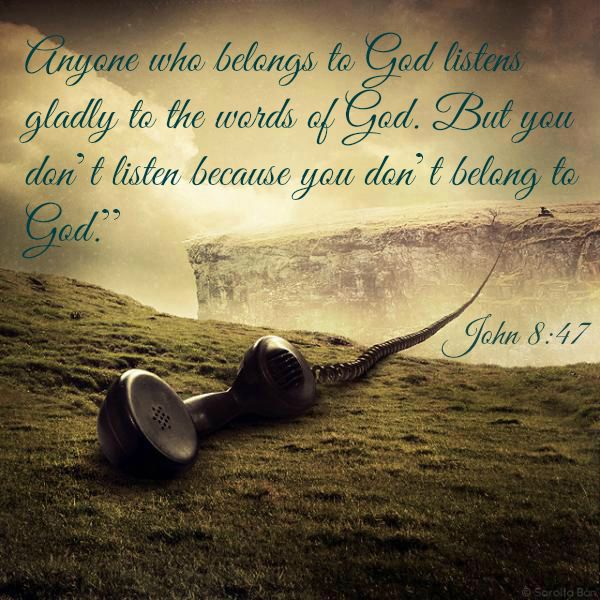 Anyone who belongs to God listens
gladly to the words of God. But you
don't listen because you don't belong to
God.”
John 8:47
© Sarolta Bán